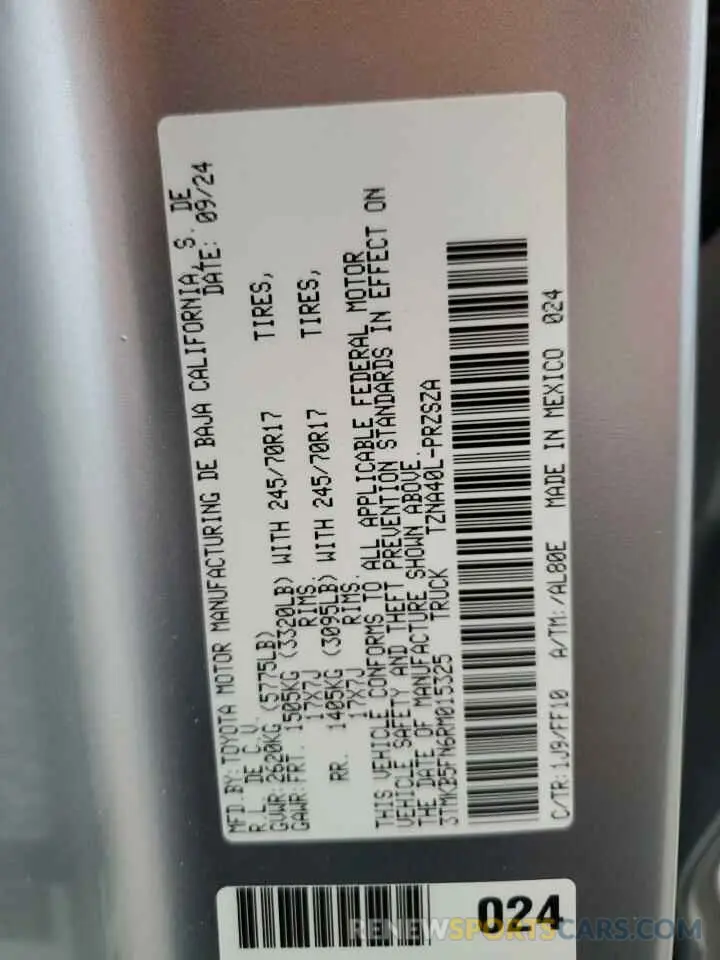 MFD.BY: TOYOTA MOTOR MANUFACTURING DE BAJA CALIFORNIA, S. DE
R.L. DE C.V. DATE: 09/24
GVWR: 2620KG (5775LB)
GAWR: FRT. 1505KG (3320LB) WITH 245/70R17 TIRES,
17X7J RIMS.
RR. 1405KG (3095LB) WITH 245/70R17 TIRES,
17X7J RIMS.
THIS VEHICLE CONFORMS TO ALL APPLICABLE FEDERAL MOTOR
VEHICLE SAFETY AND THEFT PREVENTION STANDARDS IN EFFECT ON
THE DATE OF MANUFACTURE SHOWN ABOVE.
3TMKB5FN6RM015325 TRUCK TZNA40L-PRZSZA
C/TR: 1J9/FF10 A/TM: /AL80E MADE IN MEXICO 024
024
RENEWSPORTSCARS.COM